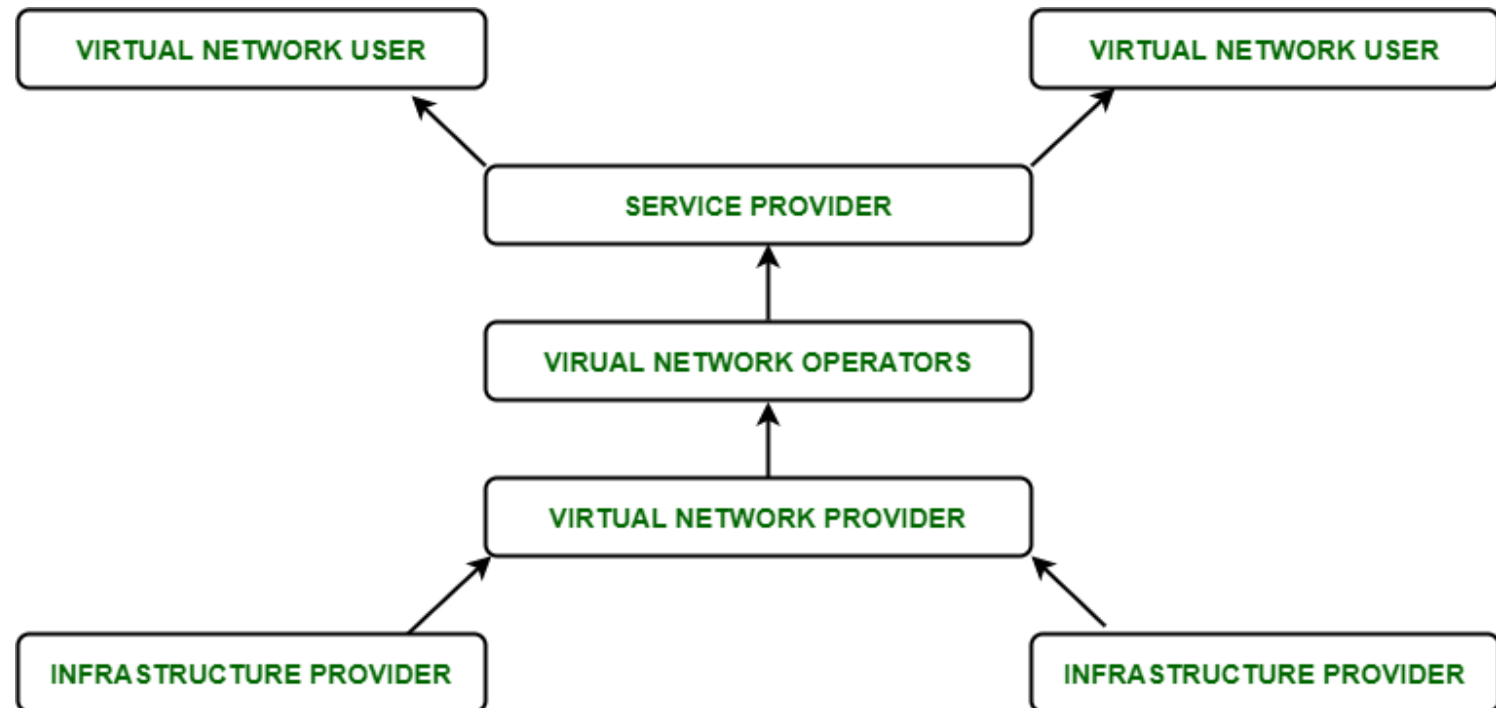 VIRTUAL NETWORK USER
VIRTUAL NETWORK USER
SERVICE PROVIDER
VIRUAL NETWORK OPERATORS
VIRTUAL NETWORK PROVIDER
INFRASTRUCTURE PROVIDER
INFRASTRUCTURE PROVIDER